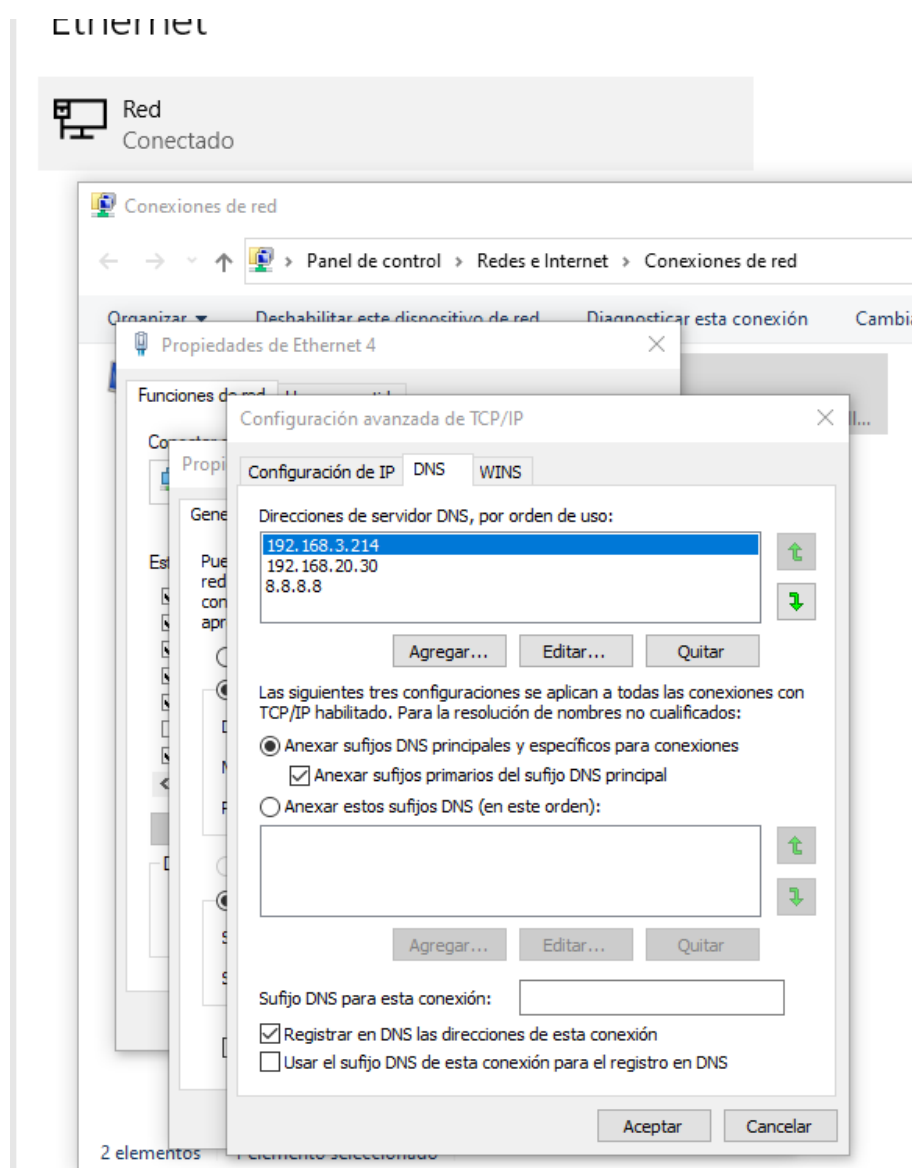 Ethernet
Red
Conectado
Conexiones de red
Panel de control > Redes e Internet > Conexiones de red
Organizar Deshabilitar este dispositivo de red Diagnosticar esta conexión
Propiedades de Ethernet 4
Funciones de red
Configuración avanzada de TCP/IP
Configuración de IP DNS WINS
Direcciones de servidor DNS, por orden de uso:
192.168.3.214
192.168.20.30
8.8.8.8
Agregar... Editar... Quitar
Las siguientes tres configuraciones se aplican a todas las conexiones con
TCP/IP habilitado. Para la resolución de nombres no cualificados:
Anexar sufijos DNS principales y específicos para conexiones
Anexar sufijos primarios del sufijo DNS principal
Anexar estos sufijos DNS (en este orden):
Agregar... Editar... Quitar
Sufijo DNS para esta conexión:
Registrar en DNS las direcciones de esta conexión
Usar el sufijo DNS de esta conexión para el registro en DNS
Aceptar Cancelar
2 elementos 1 elemento seleccionado